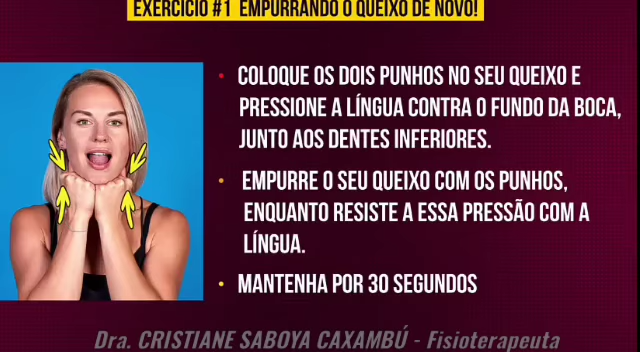 EXERCÍCIO #1 EMPURRANDO O QUEIXO DE NOVO!
• COLOQUE OS DOIS PUNHOS NO SEU QUEIXO E
PRESSIONE A LÍNGUA CONTRA O FUNDO DA BOCA,
JUNTO AOS DENTES INFERIORES.
• EMPURRE O SEU QUEIXO COM OS PUNHOS,
ENQUANTO RESISTE A ESSA PRESSÃO COM A
LÍNGUA.
• MANTENHA POR 30 SEGUNDOS
Dra. CRISTIANE SABOYA CAXAMBÚ - Fisioterapeuta